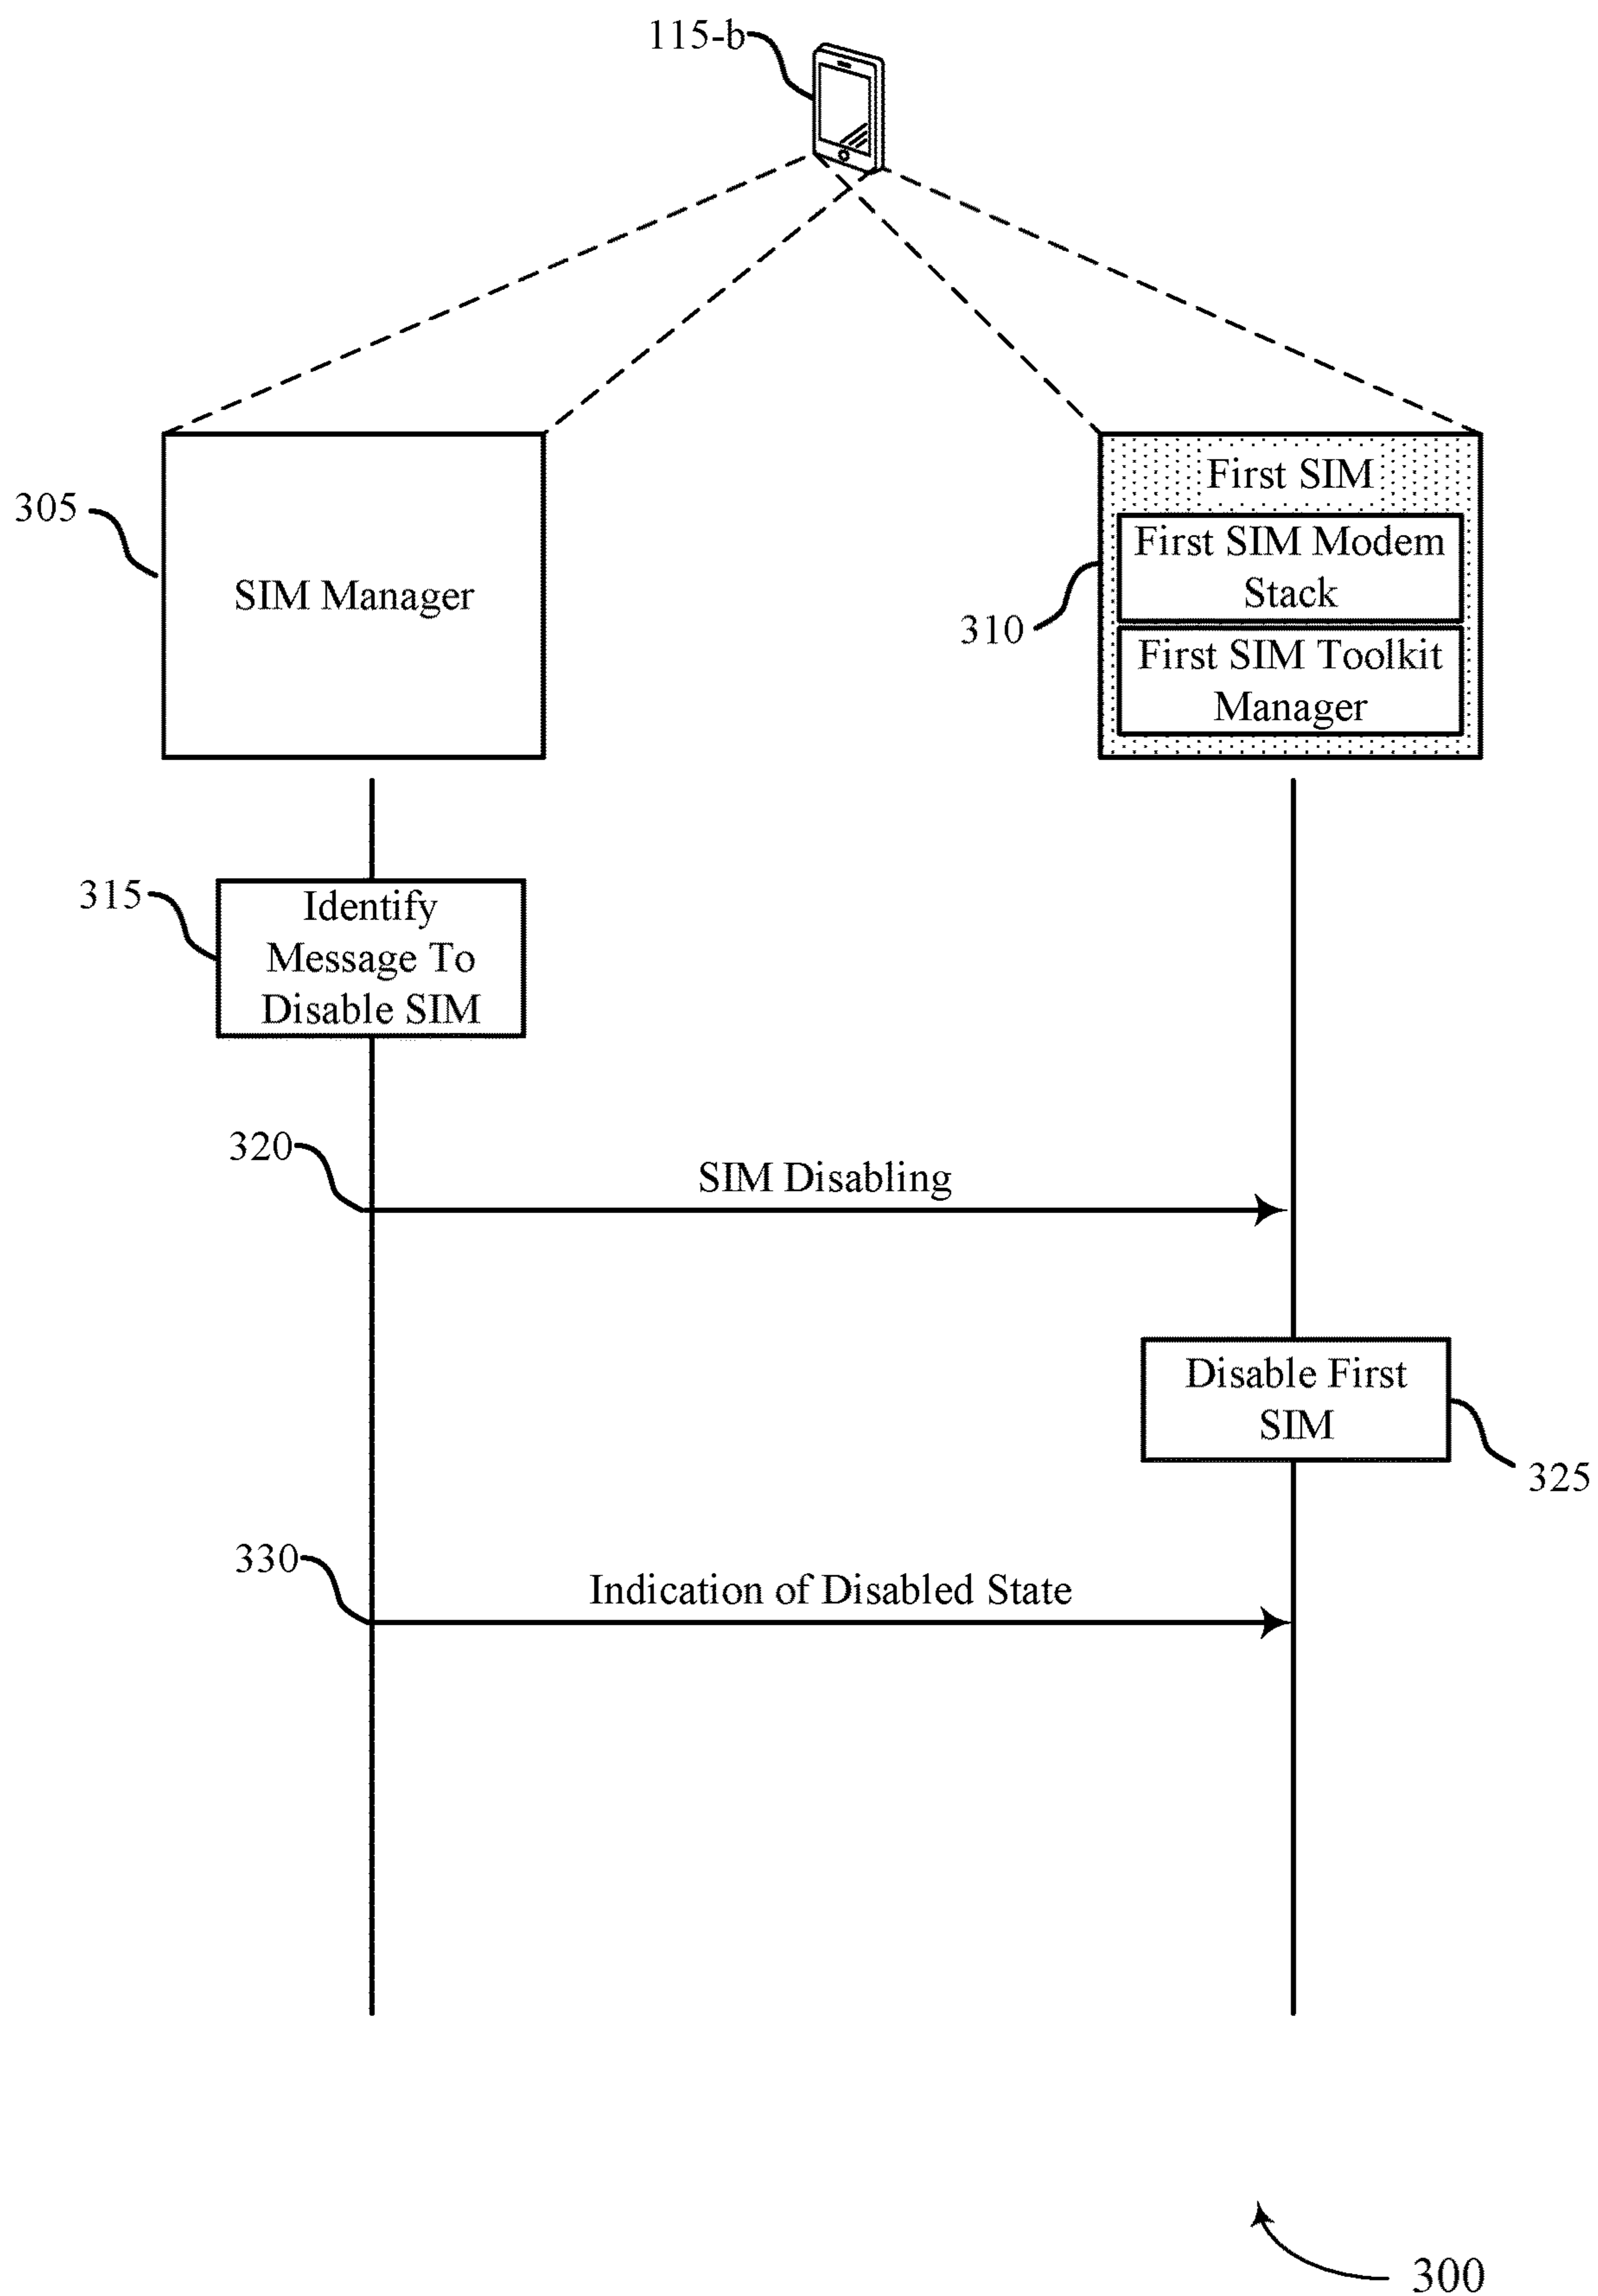 115-b
305
SIM Manager
First SIM
First SIM Modem
Stack
310
First SIM Toolkit
Manager
315
Identify
Message To
Disable SIM
320
SIM Disabling
Disable First
SIM
325
330
Indication of Disabled State
300